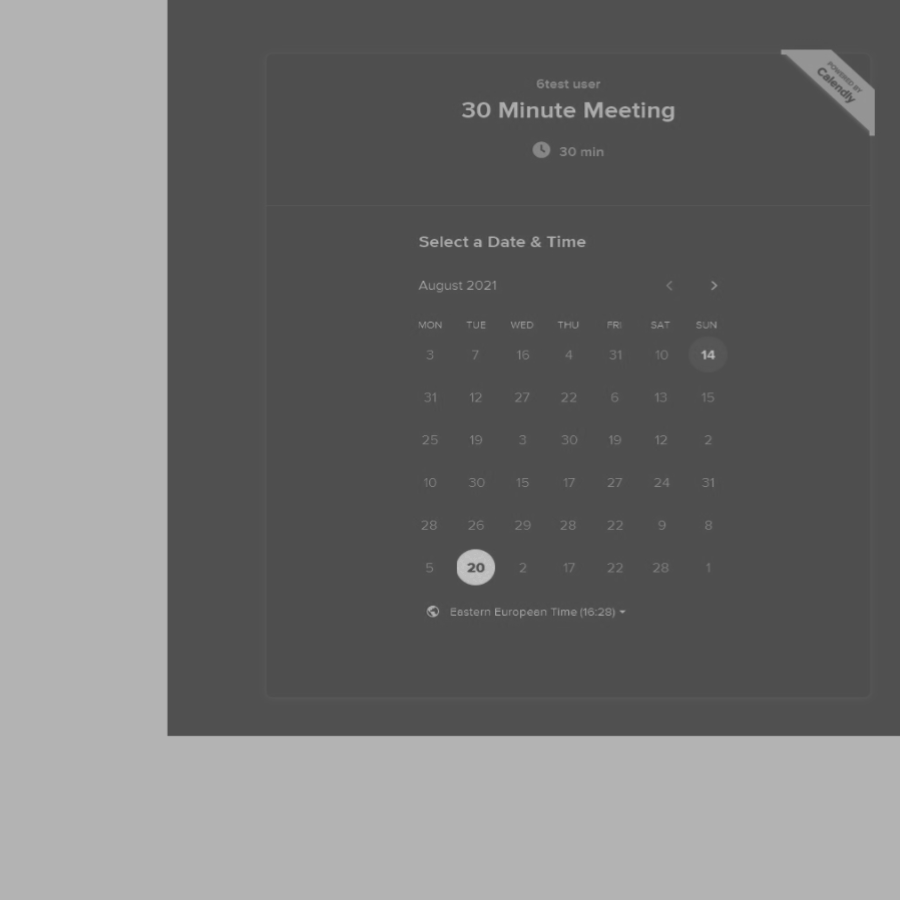 POWERED BY
Calendly
6test user
30 Minute Meeting
30 min
Select a Date & Time
August 2021
MON TUE WED THU FRI SAT SUN
3 7 16 4 31 10 14
31 12 27 22 6 13 15
25 19 3 30 19 12 2
10 30 15 17 27 24 31
28 26 29 28 22 9 8
5 20 2 17 22 28 1
Eastern European Time (16:28)